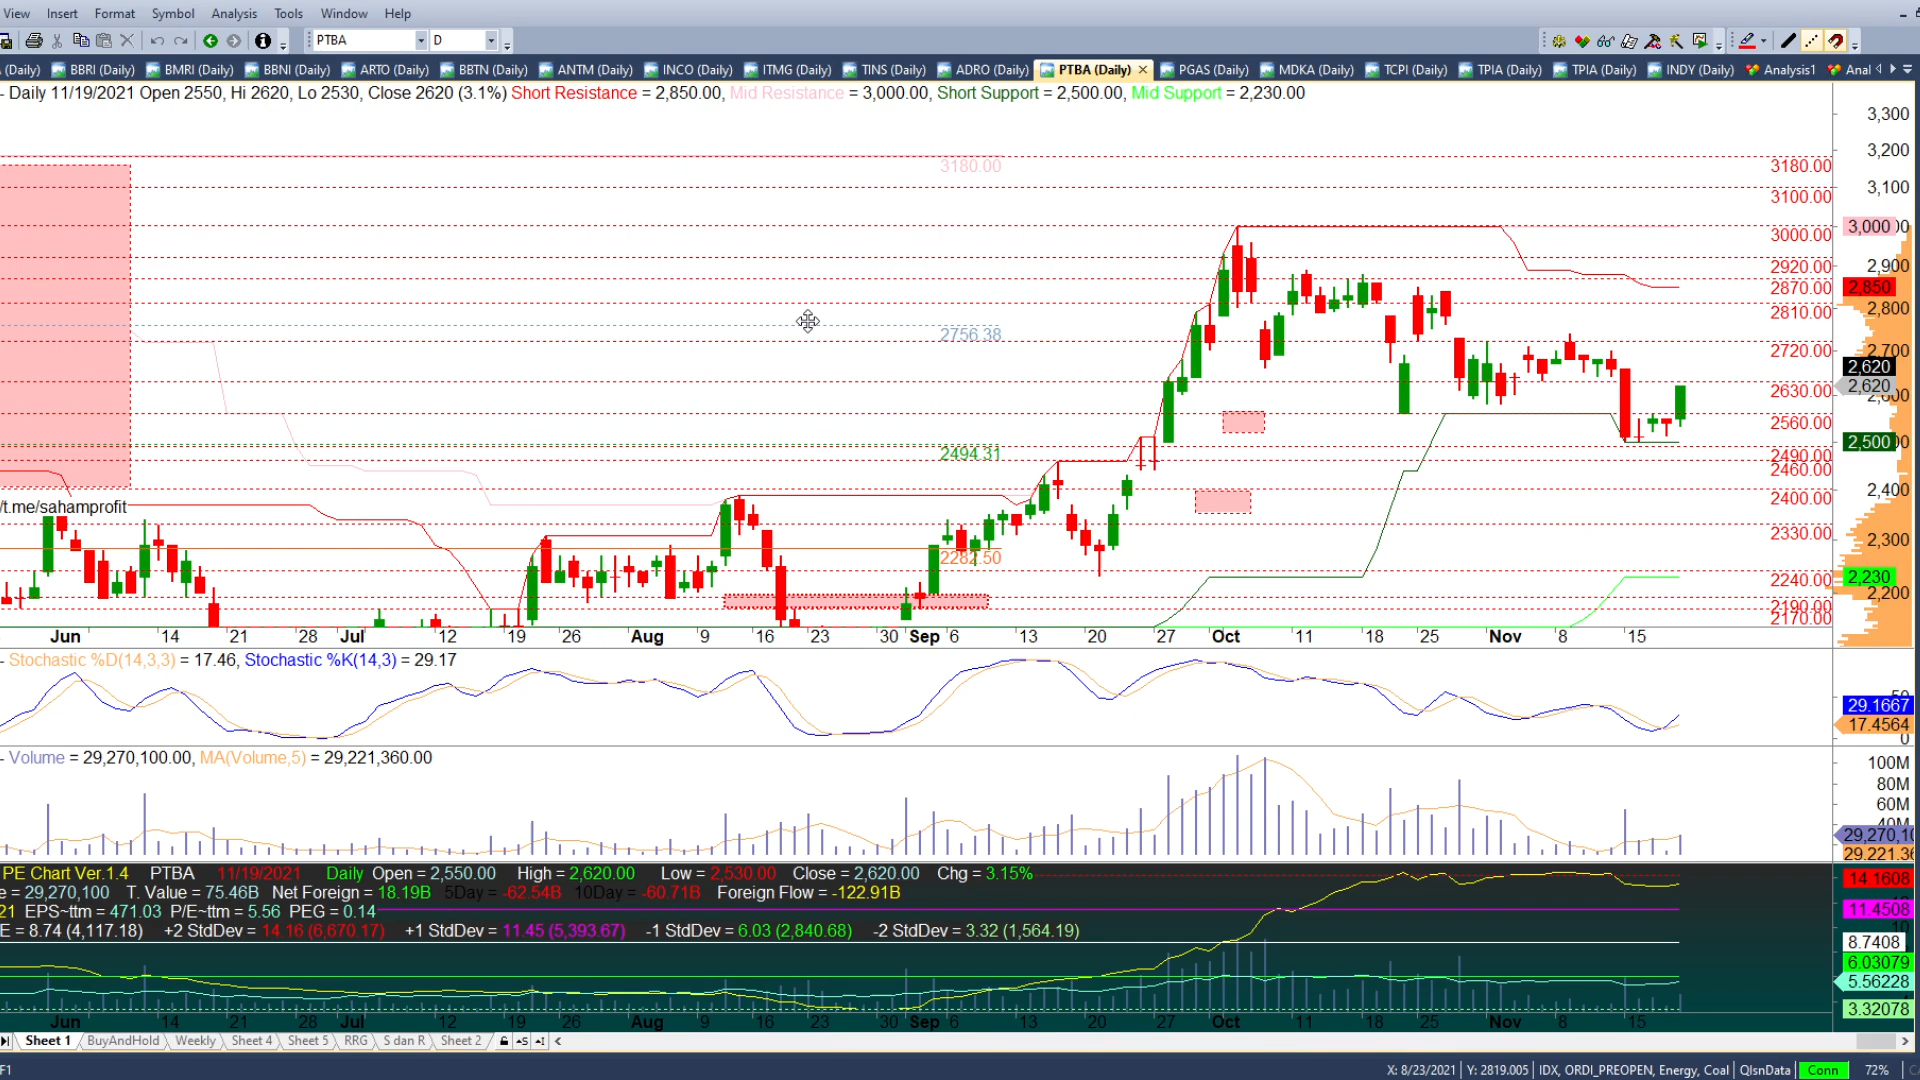 View Insert Format Symbol Analysis Tools Window Help
PTBA D
(Daily) BBRI (Daily) BMRI (Daily) BBNI (Daily) ARTO (Daily) BBTN (Daily) ANTM (Daily) INCO (Daily) ITMG (Daily) TINS (Daily) ADRO (Daily) PTBA (Daily) PGAS (Daily) MDKA (Daily) TCPI (Daily) TPIA (Daily) TPIA (Daily) INDY (Daily) Analysis1 Anal
- Daily 11/19/2021 Open 2550, Hi 2620, Lo 2530, Close 2620 (3.1%) Short Resistance = 2,850.00, Mid Resistance = 3,000.00, Short Support = 2,500.00, Mid Support = 2,230.00
3,300
3,200
3180.00 3180.00
3,100
3100.00
3,000
3000.00
2,900
2920.00
2870.00 2,850
2,800
2810.00
2756.38
2,700
2720.00
2,620
2630.00 2,620
2560.00
2,500
2494.31 2490.00
2460.00
2,400
2400.00
/t.me/sahamprofit
2330.00
2,300
2282.50
2240.00 2,230
2,200
2190.00
2170.00
Jun 14 21 28 Jul 12 19 26 Aug 9 16 23 30 Sep 6 13 20 27 Oct 11 18 25 Nov 8 15
- Stochastic %D(14,3,3) = 17.46, Stochastic %K(14,3) = 29.17
50
29.1667
17.4564
0
- Volume = 29,270,100.00, MA(Volume,5) = 29,221,360.00
100M
80M
60M
40M
29,270,10
29,221,36
PE Chart Ver.1.4 PTBA 11/19/2021 Daily Open = 2,550.00 High = 2,620.00 Low = 2,530.00 Close = 2,620.00 Chg = 3.15%
14.1608
e = 29,270,100 T. Value = 75.46B Net Foreign = 18.19B 5Day = -62.54B 10Day = -60.71B Foreign Flow = -122.91B
21 EPS~ttm = 471.03 P/E~ttm = 5.56 PEG = 0.14
11.4508
E = 8.74 (4,117.18) +2 StdDev = 14.16 (6,670.17) +1 StdDev = 11.45 (5,393.67) -1 StdDev = 6.03 (2,840.68) -2 StdDev = 3.32 (1,564.19)
8.7408
6.03079
5.56228
3.32078
Jun 14 21 28 Jul 12 19 26 Aug 9 16 23 30 Sep 6 13 20 27 Oct 11 18 25 Nov 8 15
Sheet 1 BuyAndHold Weekly Sheet 4 Sheet 5 RRG S dan R Sheet 2
F1 X: 8/23/2021 Y: 2819.005 IDX, ORDI_PREOPEN, Energy, Coal QlsnData Conn 72%